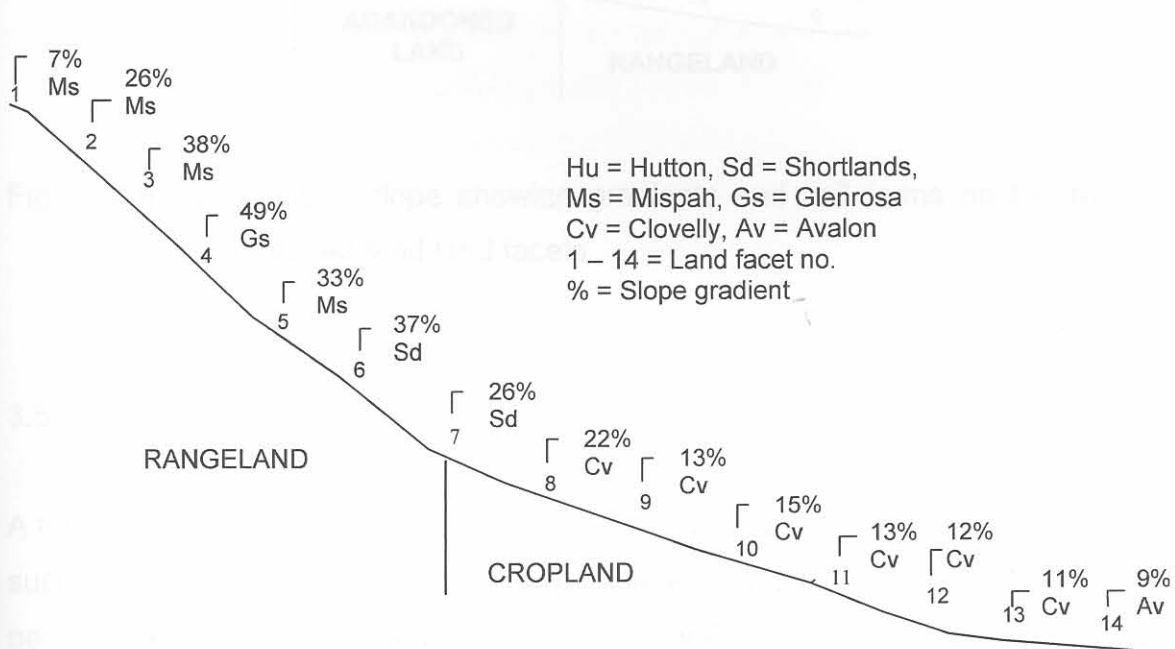 1
7%
Ms
2
26%
Ms
3
38%
Ms
4
49%
Gs
5
33%
Ms
6
37%
Sd
7
26%
Sd
8
22%
Cv
9
13%
Cv
10
15%
Cv
11
13%
Cv
12
12%
Cv
13
11%
Cv
14
9%
Av
Hu = Hutton, Sd = Shortlands,
Ms = Mispah, Gs = Glenrosa
Cv = Clovelly, Av = Avalon
1 – 14 = Land facet no.
% = Slope gradient
RANGELAND
CROPLAND
ABANDONED
LAND
RANGELAND